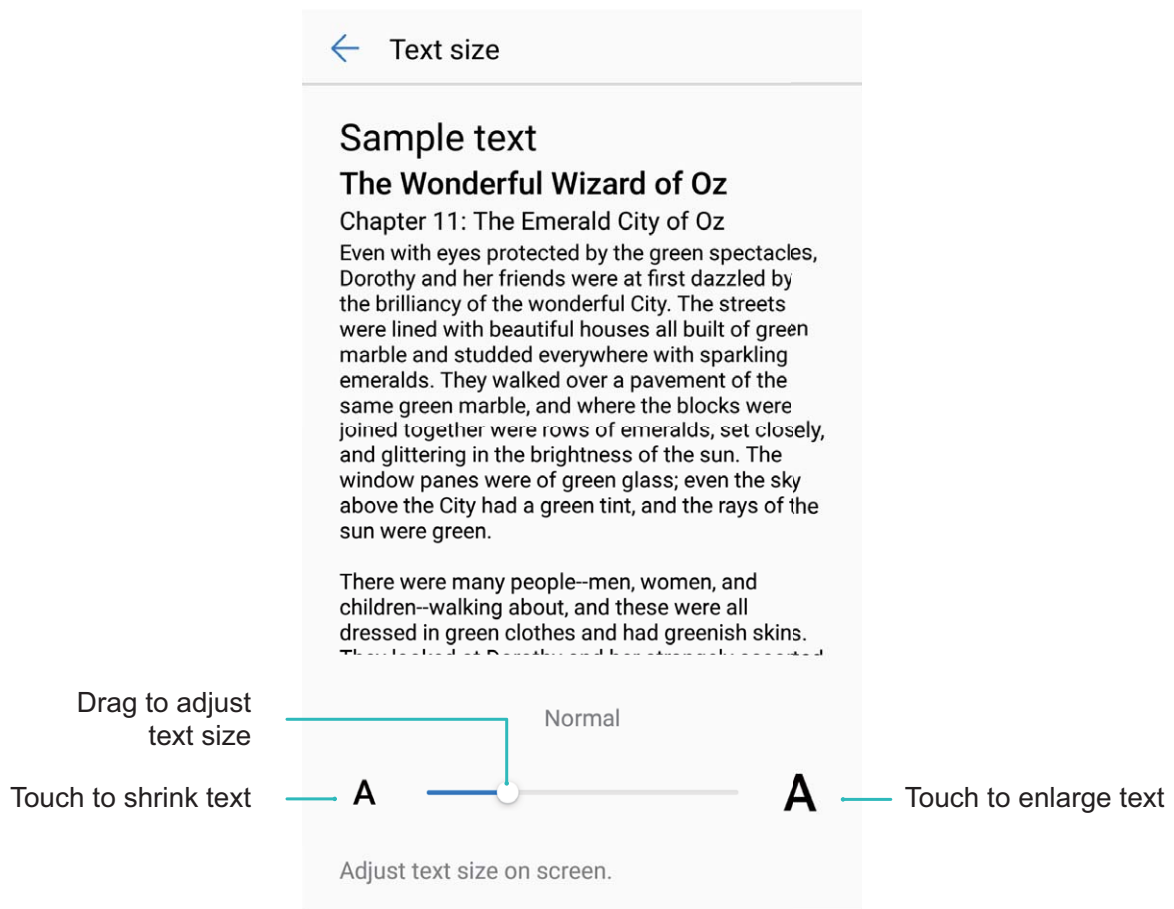 Text size
Sample text
The Wonderful Wizard of Oz
Chapter 11: The Emerald City of Oz
Even with eyes protected by the green spectacles,
Dorothy and her friends were at first dazzled by
the brilliancy of the wonderful City. The streets
were lined with beautiful houses all built of green
marble and studded everywhere with sparkling
emeralds. They walked over a pavement of the
same green marble, and where the blocks were
joined together were rows of emeralds, set closely,
and glittering in the brightness of the sun. The
window panes were of green glass; even the sky
above the City had a green tint, and the rays of the
sun were green.
There were many people--men, women, and
children--walking about, and these were all
dressed in green clothes and had greenish skins.
They looked at Dorothy and her strangely assorted
Drag to adjust
text size
Normal
Touch to shrink text
A
A
Touch to enlarge text
Adjust text size on screen.